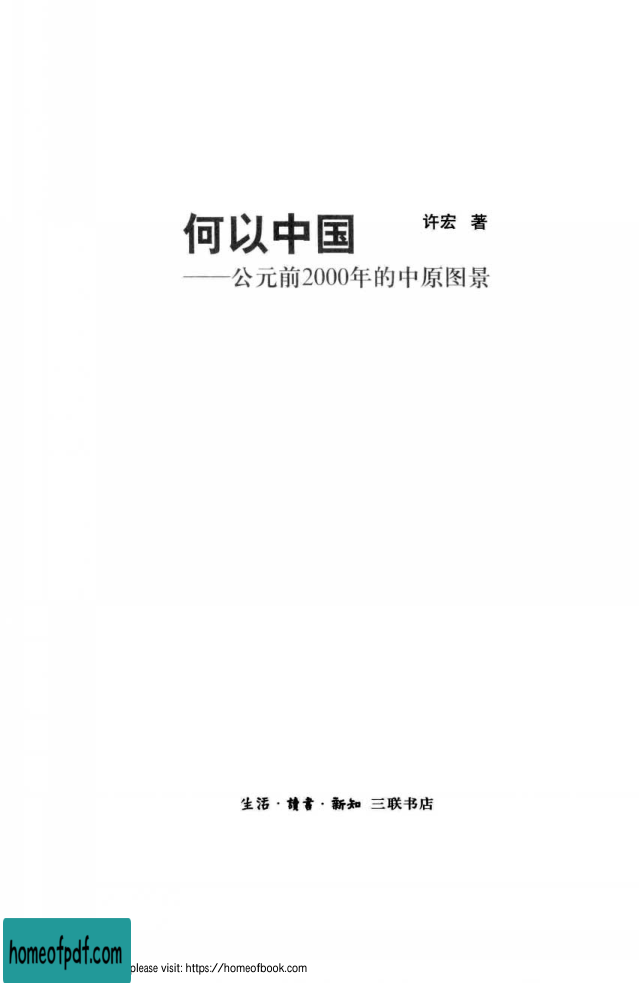 何以中国
许宏 著
——公元前2000年的中原图景
生活·讀書·新知 三联书店
homeofpdf.com
please visit: https://homeofbook.com